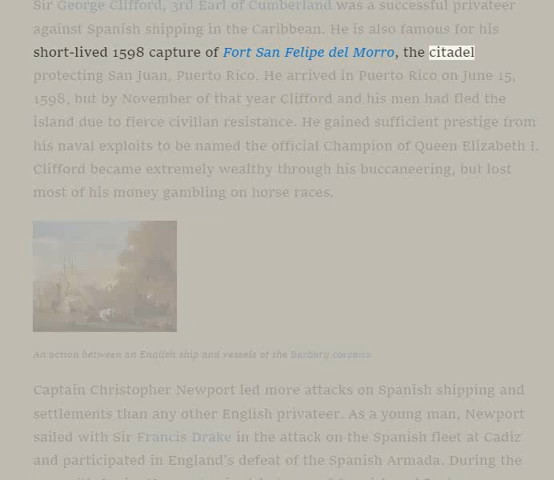 Sir George Clifford, 3rd Earl of Cumberland was a successful privateer
against Spanish shipping in the Caribbean. He is also famous for his
short-lived 1598 capture of Fort San Felipe del Morro, the citadel
protecting San Juan, Puerto Rico. He arrived in Puerto Rico on June 15,
1598, but by November of that year Clifford and his men had fled the
island due to fierce civilian resistance. He gained sufficient prestige from
his naval exploits to be named the official Champion of Queen Elizabeth I.
Clifford became extremely wealthy through his buccaneering, but lost
most of his money gambling on horse races.
An action between an English ship and vessels of the Barbary corsairs
Captain Christopher Newport led more attacks on Spanish shipping and
settlements than any other English privateer. As a young man, Newport
sailed with Sir Francis Drake in the attack on the Spanish fleet at Cadiz
and participated in England's defeat of the Spanish Armada. During the